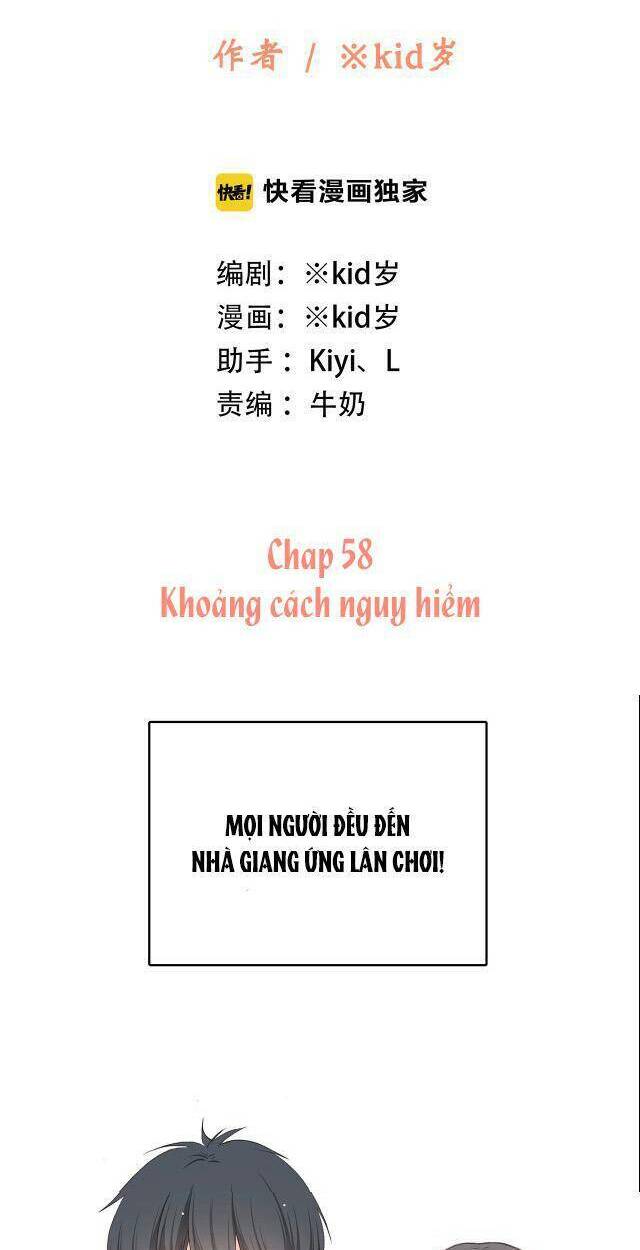 作者 / ※kid岁
快看! 快看漫画独家
编剧：※kid岁
漫画：※kid岁
助手：Kiyi、L
责编：牛奶
Chap 58
Khoảng cách nguy hiểm
MỌI NGƯỜI ĐỀU ĐẾN
NHÀ GIANG ỨNG LÂN CHƠI!